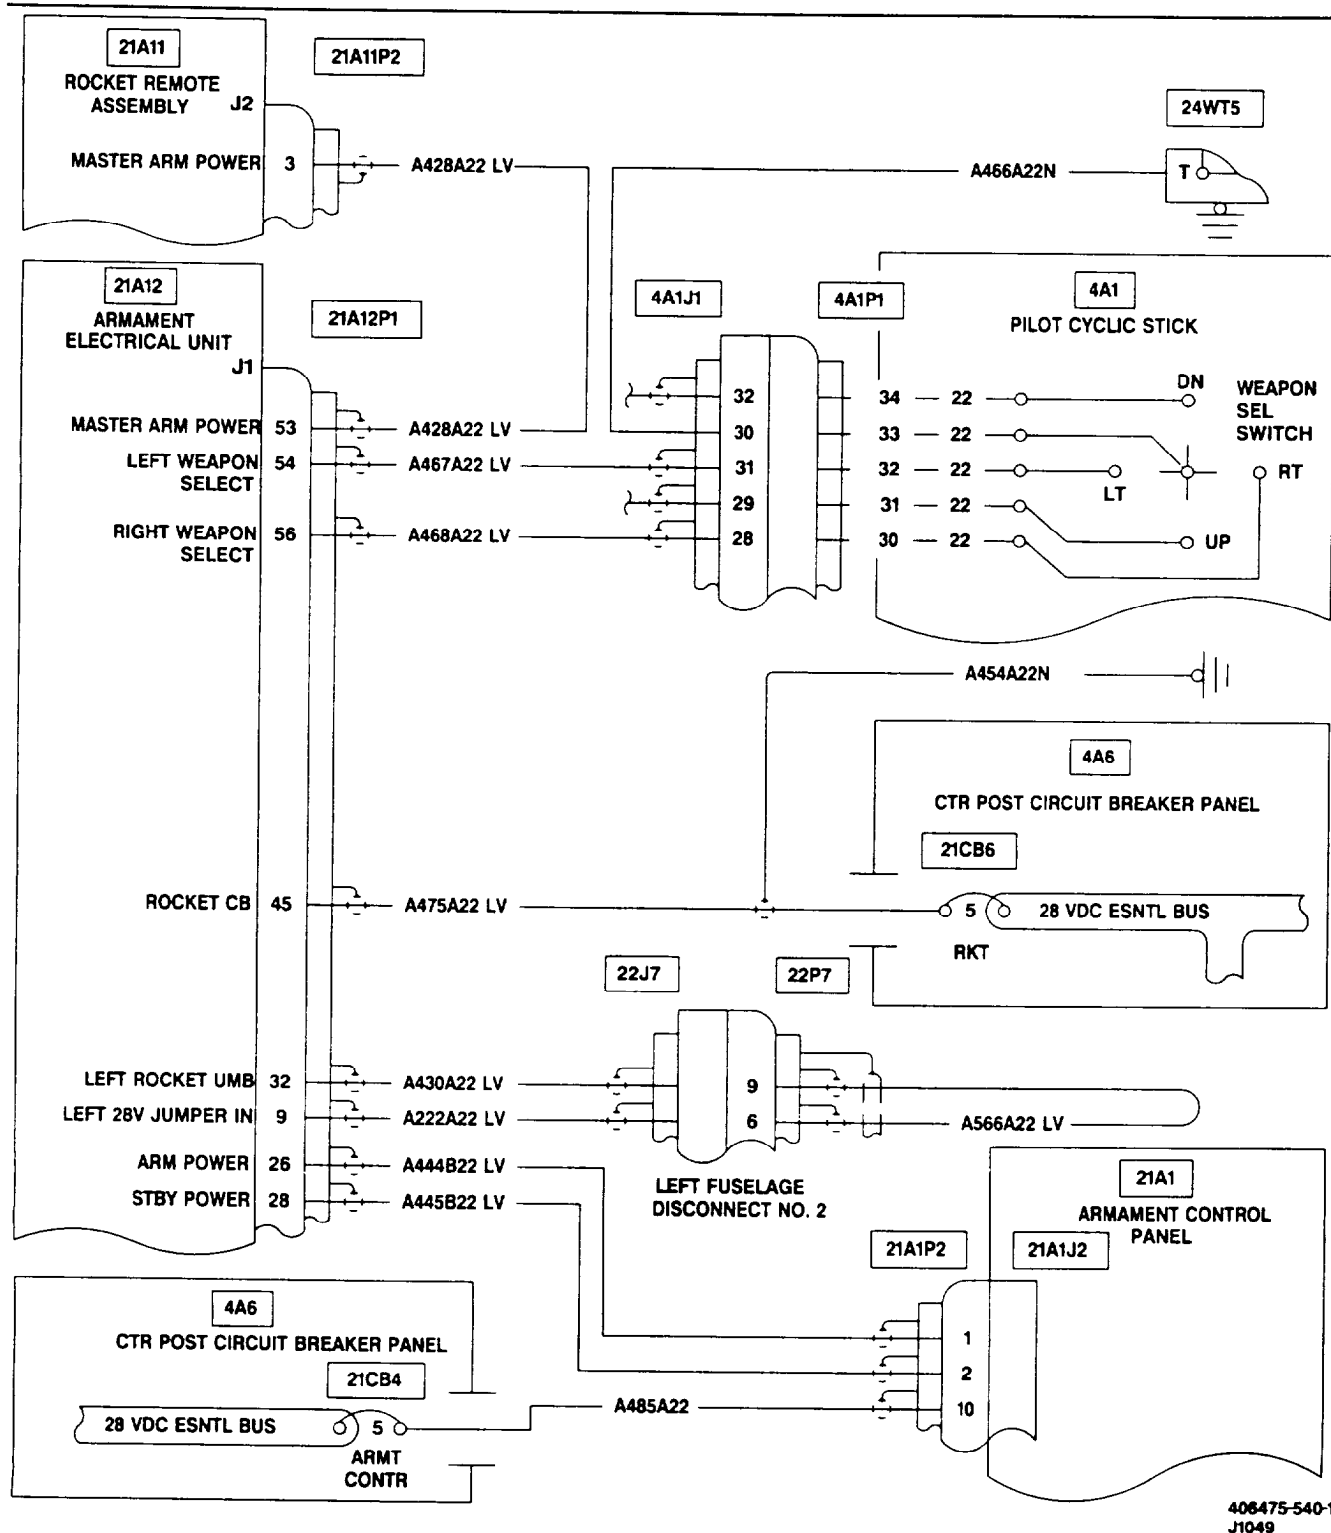 21A11
21A11P2
ROCKET REMOTE
ASSEMBLY
J2
24WT5
MASTER ARM POWER 3 A428A22 LV
A466A22N
T
21A12
21A12P1
ARMAMENT
ELECTRICAL UNIT
J1
4A1J1
4A1P1
4A1
PILOT CYCLIC STICK
32 34 22 DN
WEAPON
SEL
SWITCH
MASTER ARM POWER 53 A428A22 LV
30 33 22
LEFT WEAPON
SELECT
54 A467A22 LV
31 32 22 LT RT
29 31 22
RIGHT WEAPON
SELECT
56 A468A22 LV
28 30 22 UP
A454A22N
4A6
CTR POST CIRCUIT BREAKER PANEL
21CB6
ROCKET CB 45 A475A22 LV
5 28 VDC ESNTL BUS
RKT
22J7
22P7
LEFT ROCKET UMB 32 A430A22 LV 9
LEFT 28V JUMPER IN 9 A222A22 LV 6 A566A22 LV
ARM POWER 26 A444B22 LV
STBY POWER 28 A445B22 LV
LEFT FUSELAGE
DISCONNECT NO. 2
21A1
ARMAMENT CONTROL
PANEL
21A1P2
21A1J2
4A6
CTR POST CIRCUIT BREAKER PANEL
1
21CB4
2
A485A22 10
28 VDC ESNTL BUS 5
ARMT
CONTR
406475-540-1
J1049